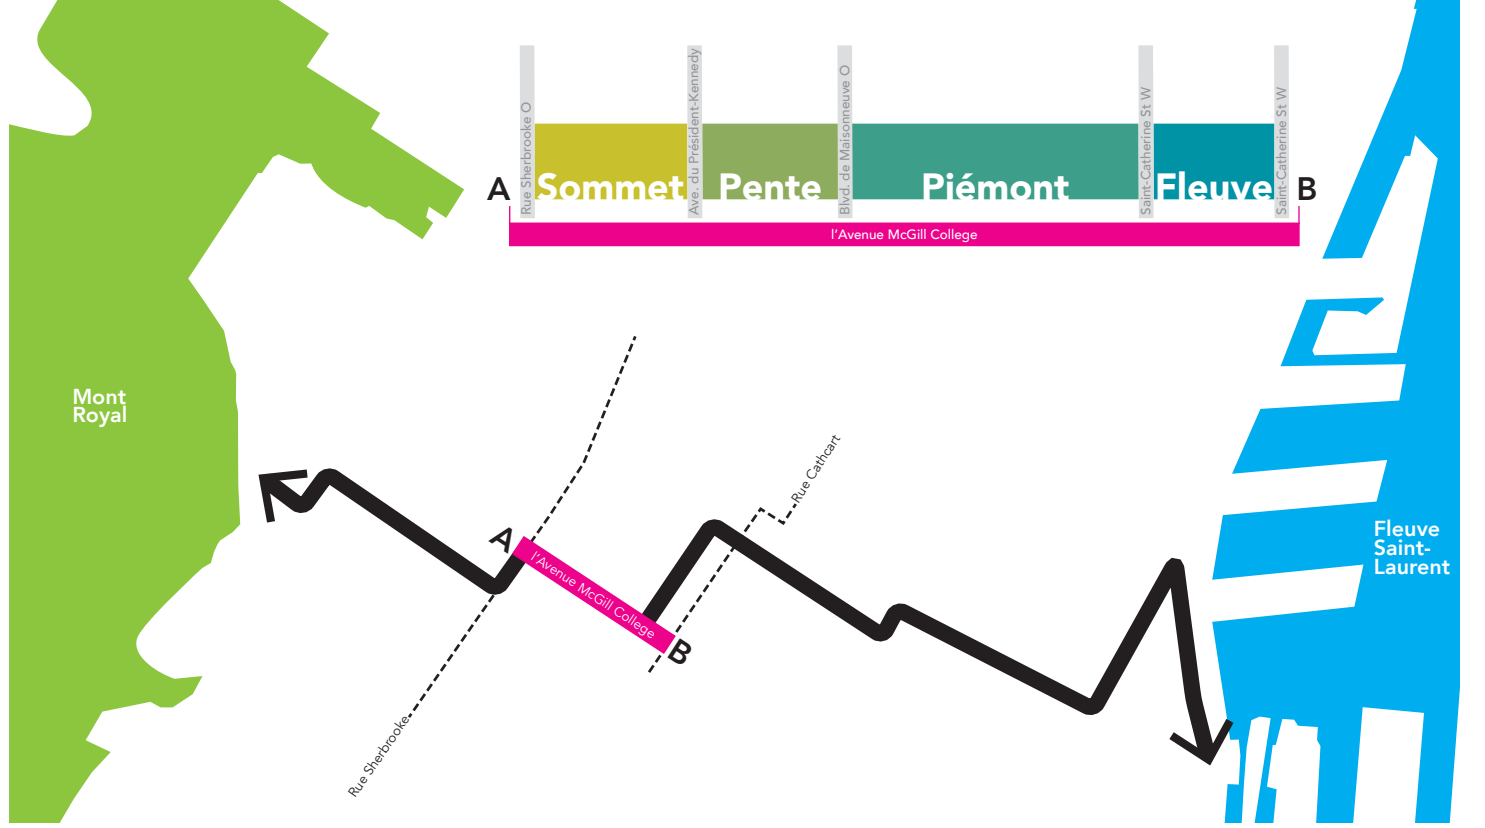 A
Rue Sherbrooke O
Sommet
Ave. du Président-Kennedy
Pente
Blvd. de Maisonneuve O
Piémont
Saint-Catherine St W
Fleuve
Saint-Catherine St W
B
l'Avenue McGill College
Mont
Royal
Rue Cathcart
A
l'Avenue McGill College
B
Fleuve
Saint-
Laurent
Rue Sherbrooke